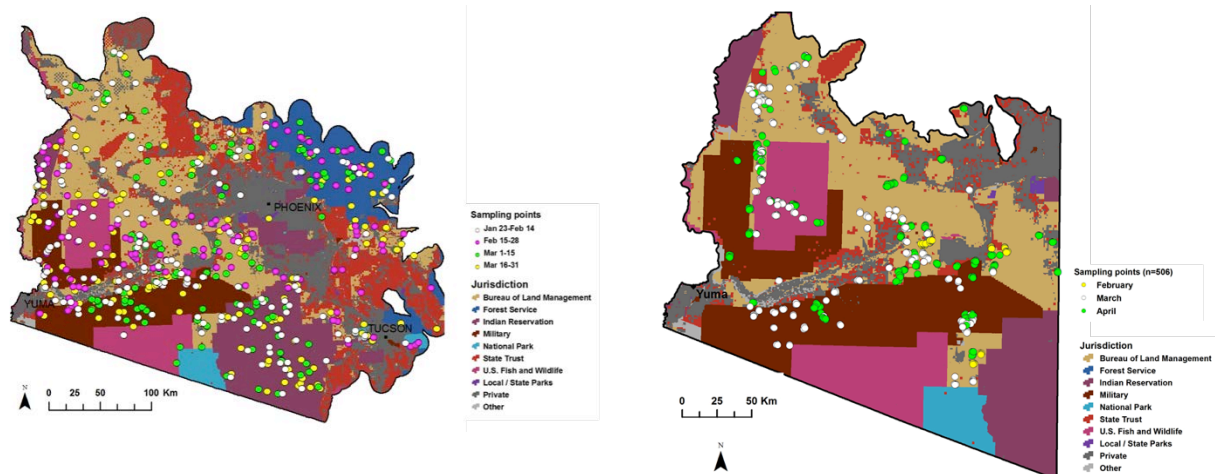 PHOENIX
YUMA
TUCSON
N
0 25 50 100 Km
Sampling points
Jan 23-Feb 14
Feb 15-28
Mar 1-15
Mar 16-31
Jurisdiction
Bureau of Land Management
Forest Service
Indian Reservation
Military
National Park
State Trust
U.S. Fish and Wildlife
Local / State Parks
Private
Other
Yuma
0 25 50 Km
N
Sampling points (n=506)
February
March
April
Jurisdiction
Bureau of Land Management
Forest Service
Indian Reservation
Military
National Park
State Trust
U.S. Fish and Wildlife
Local / State Parks
Private
Other